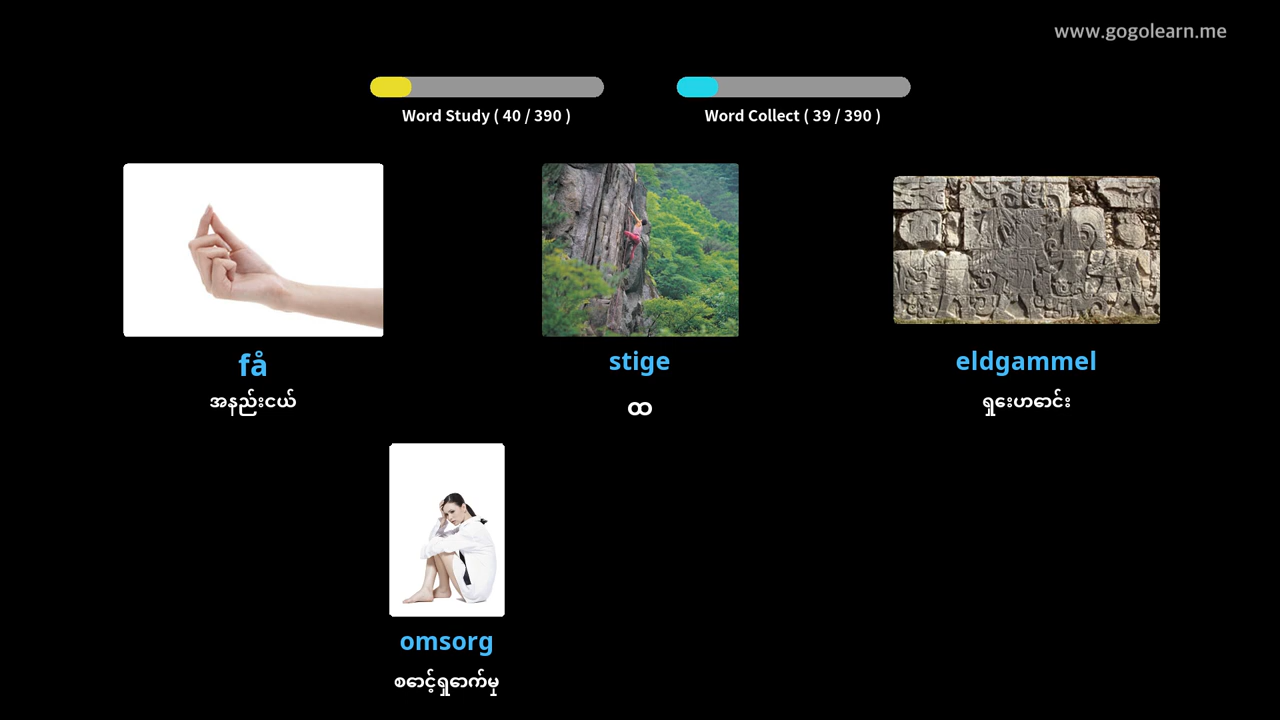 www.gogolearn.me
Word Study ( 40 / 390 )
Word Collect ( 39 / 390 )
få
stige
eldgammel
အနည်းငယ်
ထ
ရှေးဟောင်း
omsorg
စောင့်ရှောက်မှု